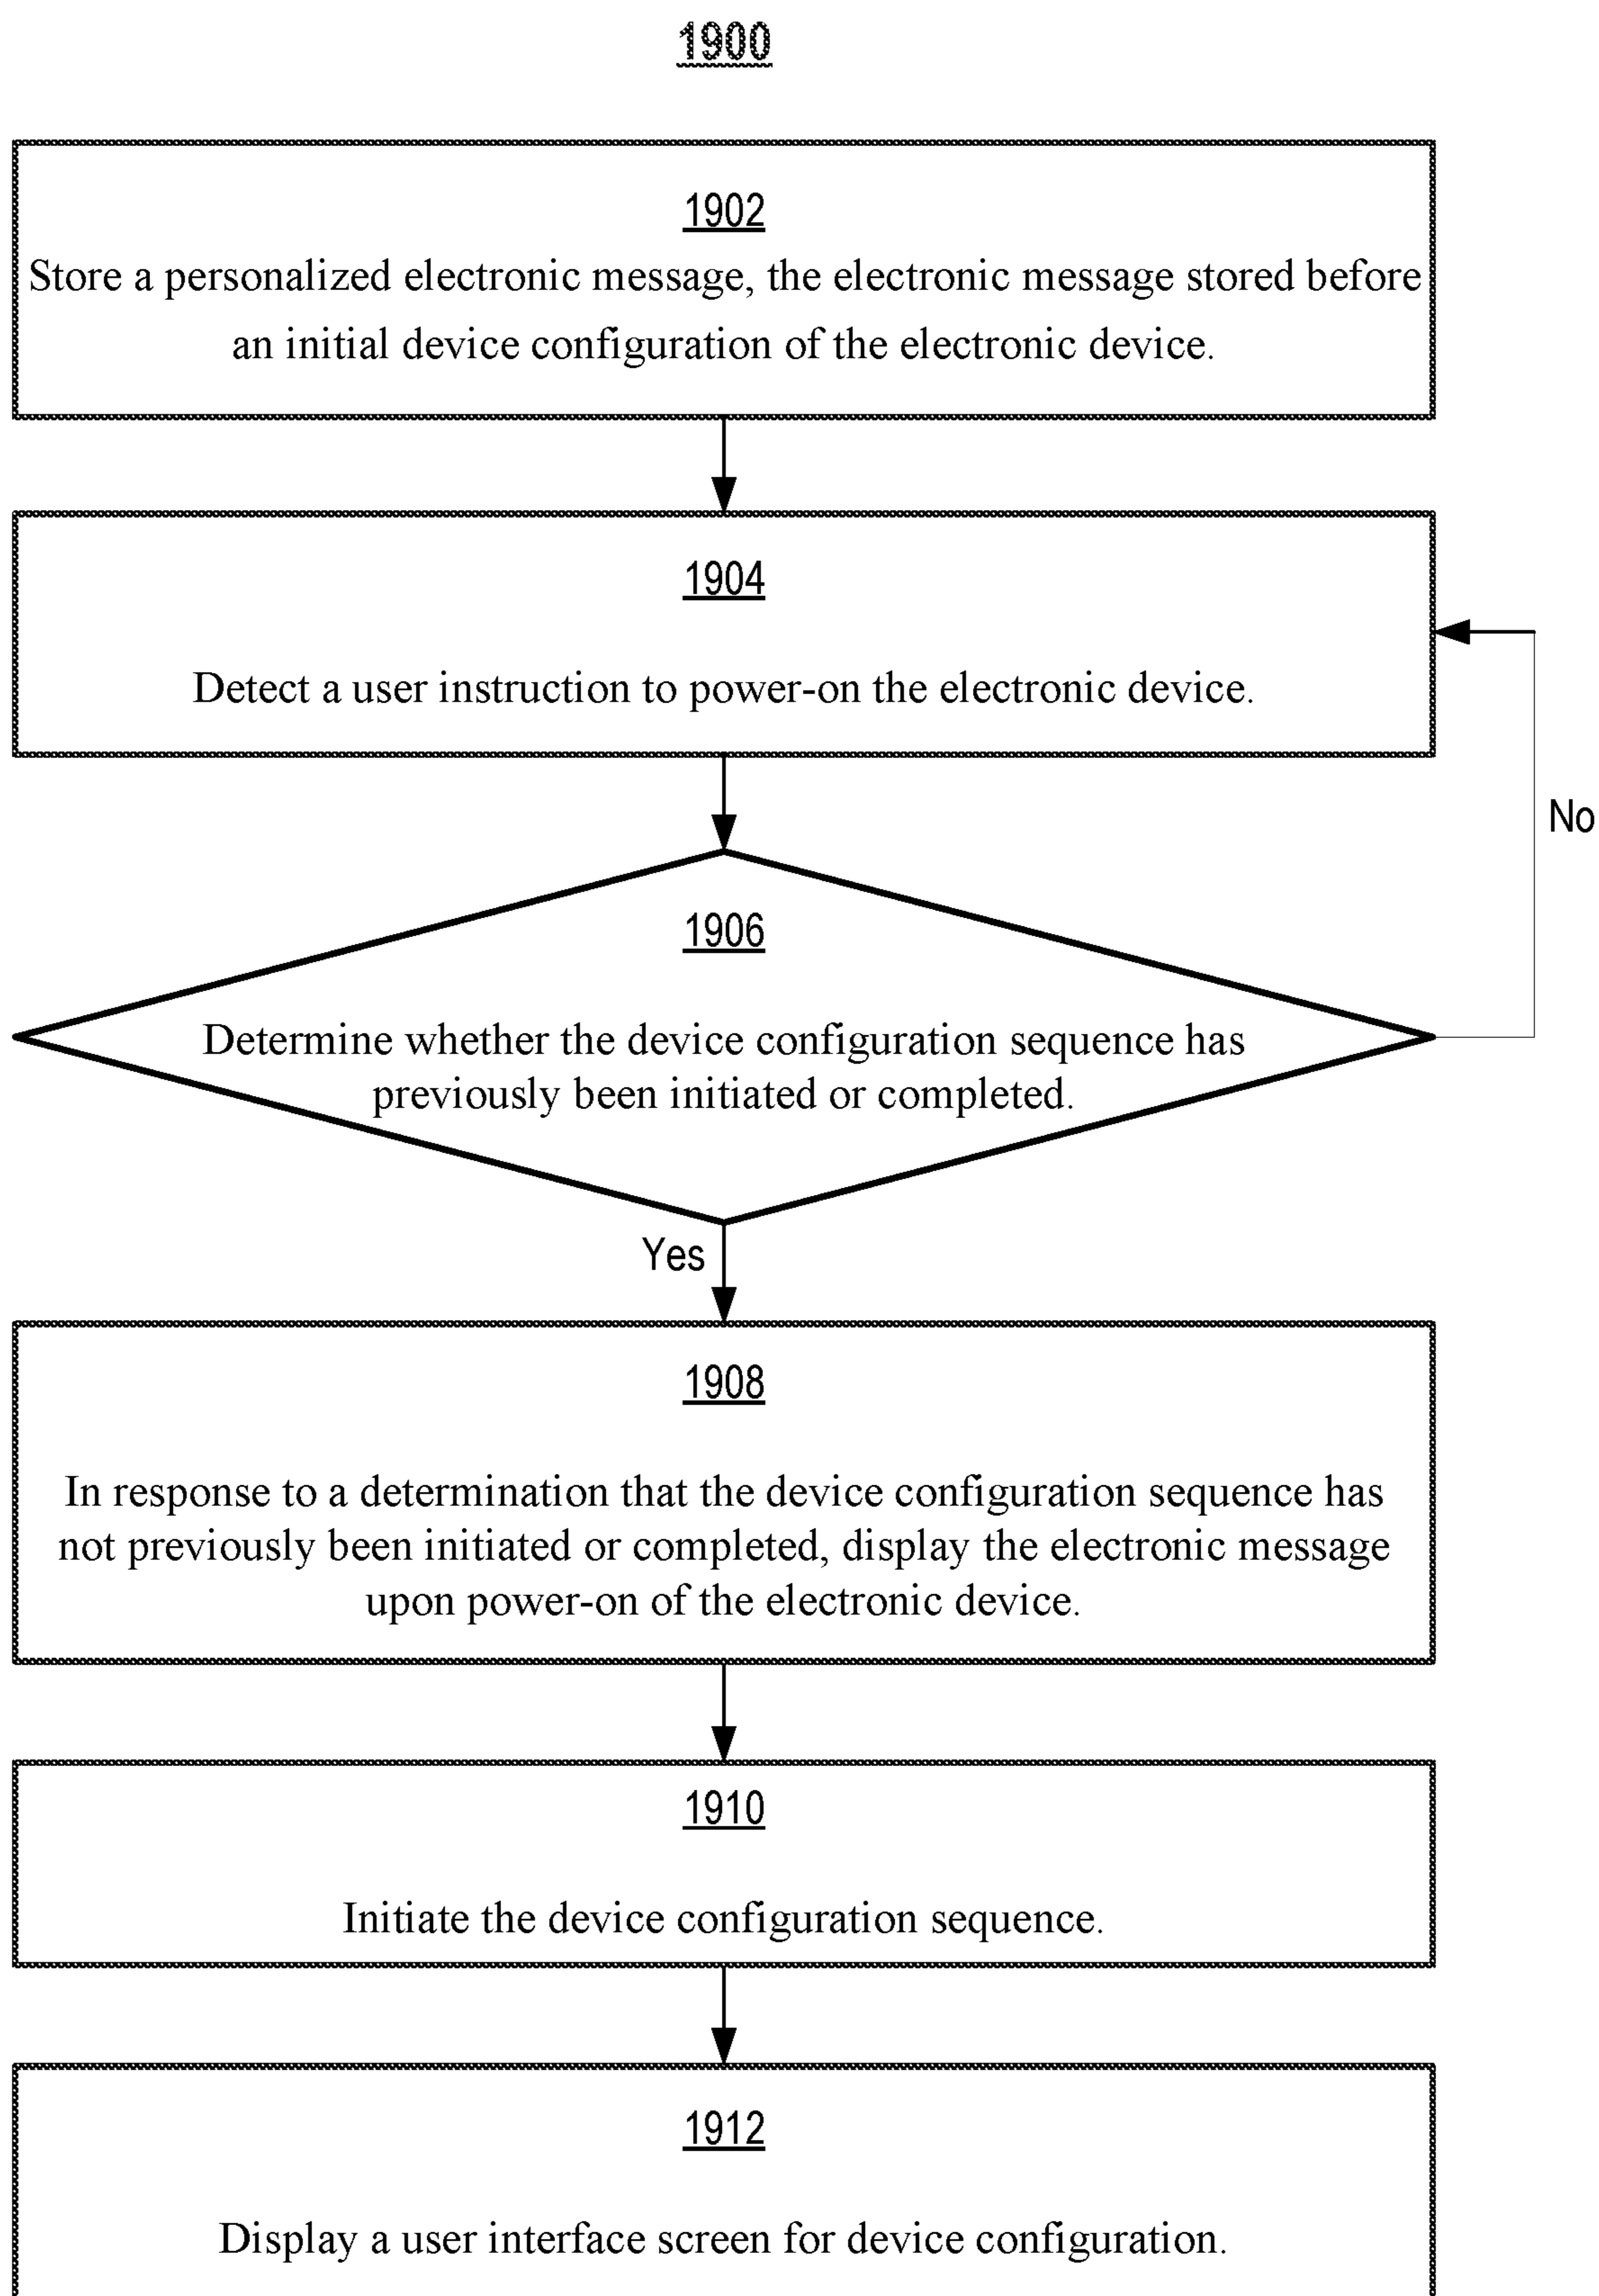 1900
1902
Store a personalized electronic message, the electronic message stored before
an initial device configuration of the electronic device.
1904
Detect a user instruction to power-on the electronic device.
No
1906
Determine whether the device configuration sequence has
previously been initiated or completed.
Yes
1908
In response to a determination that the device configuration sequence has
not previously been initiated or completed, display the electronic message
upon power-on of the electronic device.
1910
Initiate the device configuration sequence.
1912
Display a user interface screen for device configuration.